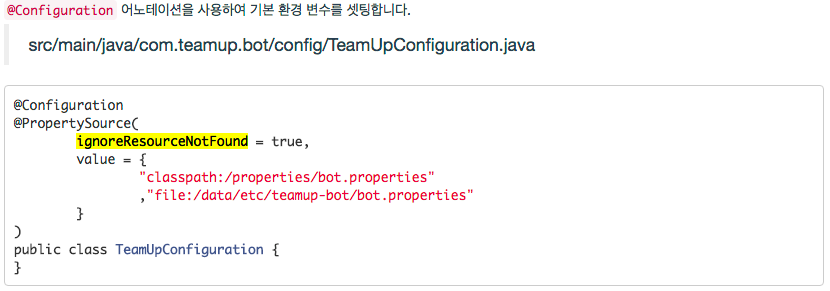 @Configuration 어노테이션을 사용하여 기본 환경 변수를 셋팅합니다.
src/main/java/com.teamup.bot/config/TeamUpConfiguration.java
@Configuration
@PropertySource(
        ignoreResourceNotFound = true,
        value = {
                "classpath:/properties/bot.properties"
                ,"file:/data/etc/teamup-bot/bot.properties"
        }
)
public class TeamUpConfiguration {
}